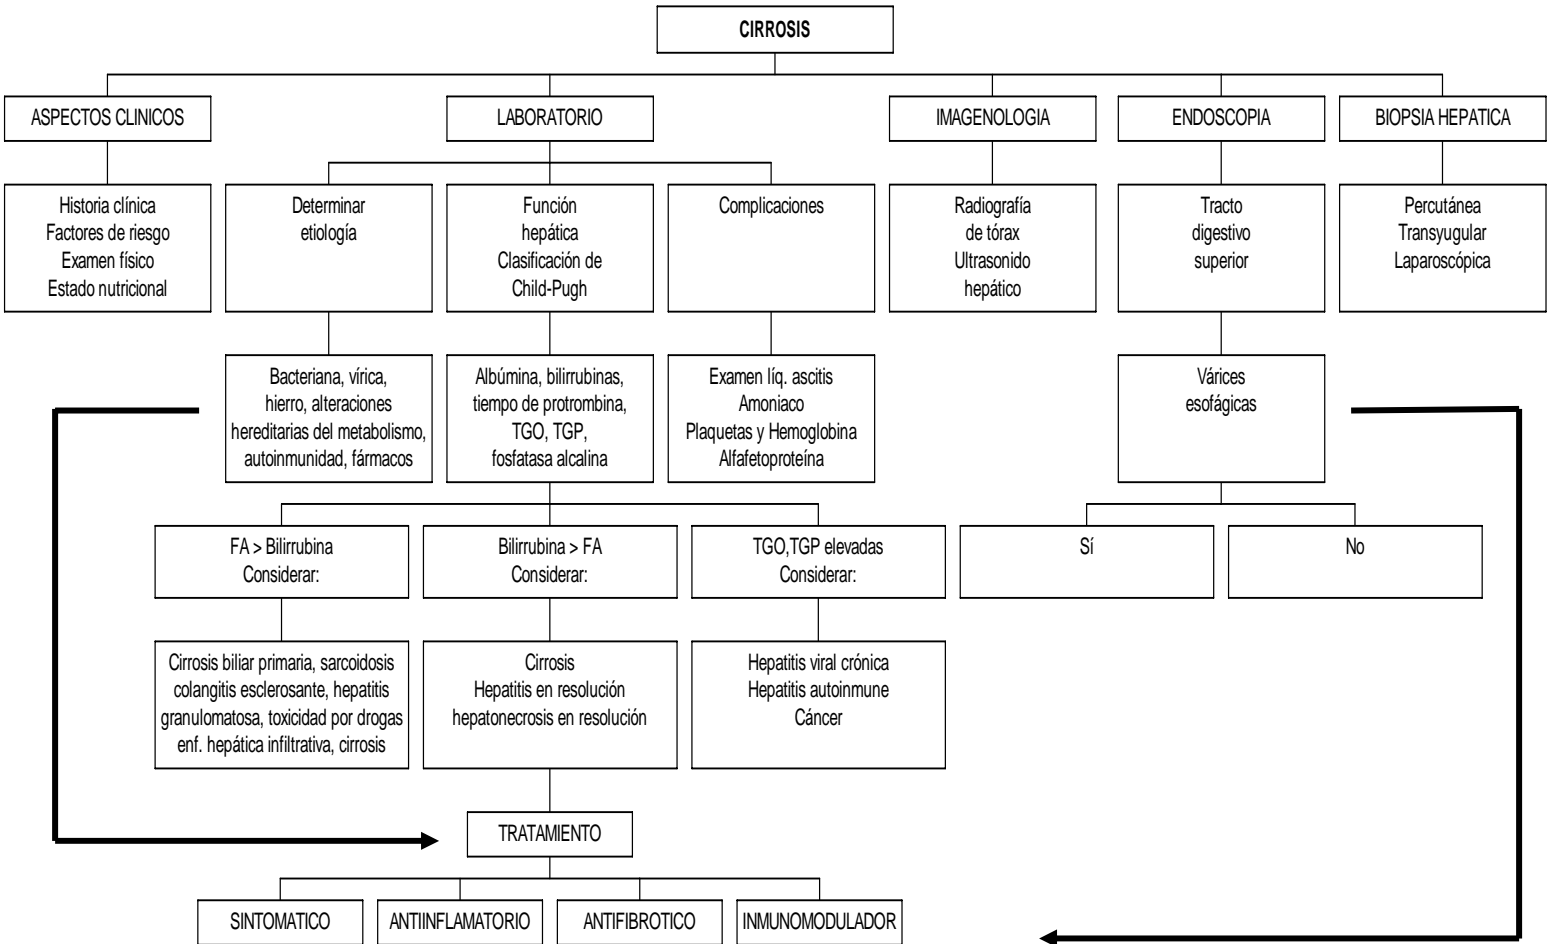 CIRROSIS
ASPECTOS CLINICOS
LABORATORIO
IMAGENOLOGIA
ENDOSCOPIA
BIOPSIA HEPATICA
Historia clínica
Factores de riesgo
Examen físico
Estado nutricional
Determinar
etiología
Función
hepática
Clasificación de
Child-Pugh
Complicaciones
Radiografía
de tórax
Ultrasonido
hepático
Tracto
digestivo
superior
Percutánea
Transyugular
Laparoscópica
Bacteriana, vírica,
hierro, alteraciones
hereditarias del metabolismo,
autoinmunidad, fármacos
Albúmina, bilirrubinas,
tiempo de protrombina,
TGO, TGP,
fosfatasa alcalina
Examen líq. ascitis
Amoniaco
Plaquetas y Hemoglobina
Alfafetoproteína
Várices
esofágicas
FA > Bilirrubina
Considerar:
Bilirrubina > FA
Considerar:
TGO,TGP elevadas
Considerar:
Sí
No
Cirrosis biliar primaria, sarcoidosis
colangitis esclerosante, hepatitis
granulomatosa, toxicidad por drogas
enf. hepática infiltrativa, cirrosis
Cirrosis
Hepatitis en resolución
hepatonecrosis en resolución
Hepatitis viral crónica
Hepatitis autoinmune
Cáncer
TRATAMIENTO
SINTOMATICO
ANTIINFLAMATORIO
ANTIFIBROTICO
INMUNOMODULADOR